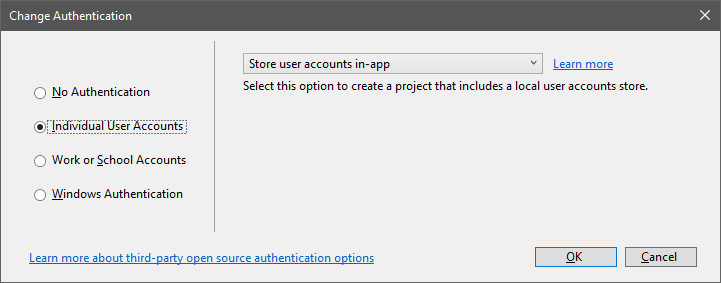 Change Authentication
Store user accounts in-app
Learn more
Select this option to create a project that includes a local user accounts store.
No Authentication
Individual User Accounts
Work or School Accounts
Windows Authentication
Learn more about third-party open source authentication options
OK
Cancel